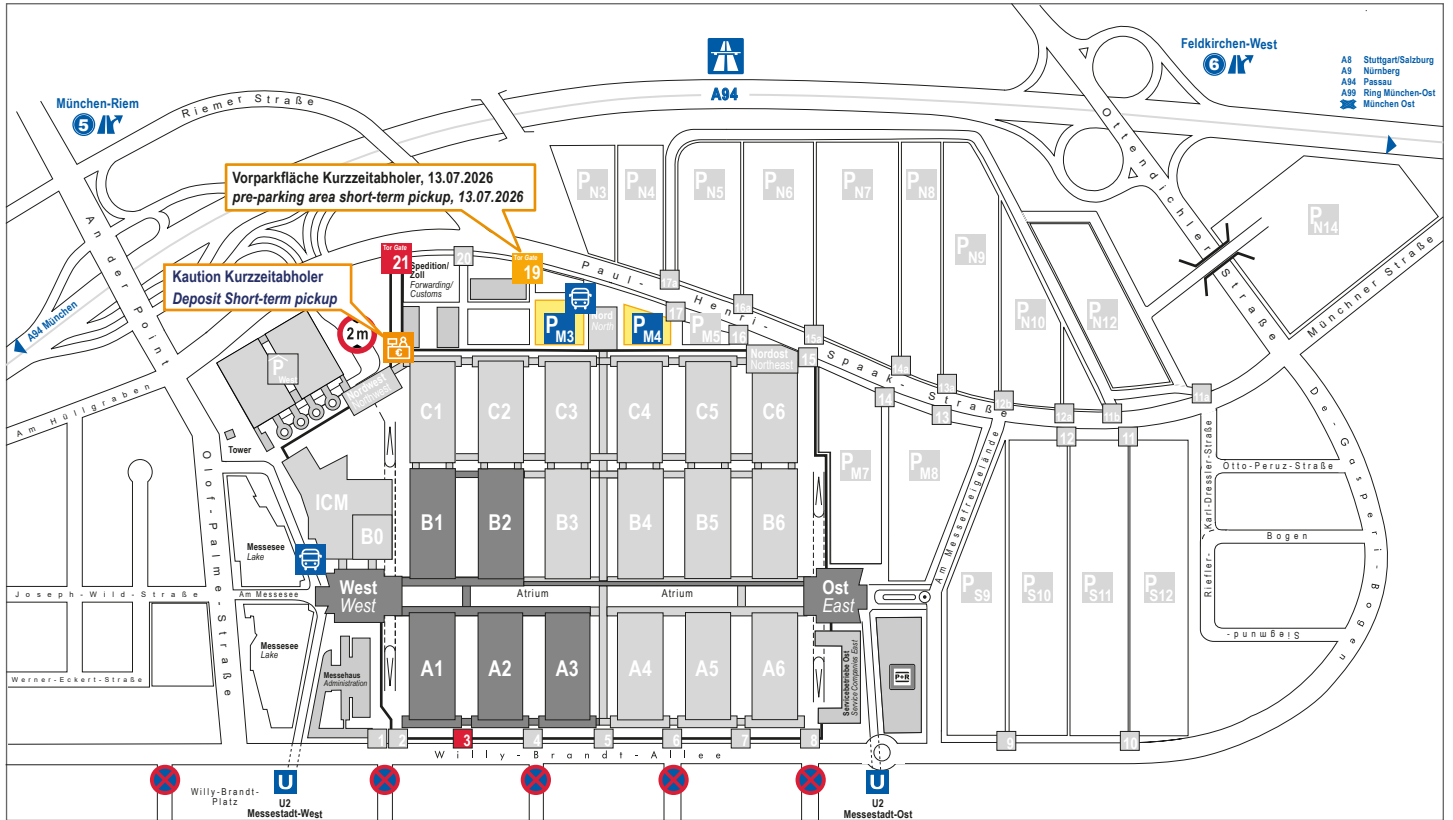 Feldkirchen-West
6
A8 Stuttgart/Salzburg
A9 Nürnberg
A94 Passau
A99 Ring München-Ost
München Ost
A94
München-Riem
5
Riemer Straße
Ottendichler Straße
An der Point
A94 München
Vorparkfläche Kurzzeitabholer, 13.07.2026
pre-parking area short-term pickup, 13.07.2026
Kaution Kurzzeitabholer
Deposit Short-term pickup
€
2 m
Tor Gate
21
20
Tor Gate
19
Spedition/
Zoll
Forwarding/
Customs
Paul-Henri-Spaak-Straße
P N3
P N4
P N5
P N6
P N7
P N8
P N9
P N10
P N12
P N14
Münchner Straße
P M3
Nord
North
P M4
P M5
17a
17
16a
16
15a
15
14a
14
13a
13
12b
12a
12
11b
11
11a
Nordost
Northeast
Nordwest
Northwest
P West
Am Hüllgraben
Tower
Olof-Palme-Straße
C1
C2
C3
C4
C5
C6
P M7
P M8
Am Messefreigelände
Karl-Dressler-Straße
Otto-Peruz-Straße
De-Gasperi-Bogen
ICM
B0
B1
B2
B3
B4
B5
B6
Bogen
Riefler-
Siegmund-
Messesee
Lake
Joseph-Wild-Straße
Am Messesee
West
West
Atrium
Atrium
Ost
East
P S9
P S10
P S11
P S12
Messesee
Lake
Werner-Eckert-Straße
Messehaus
Administration
A1
A2
A3
A4
A5
A6
Servicebetriebe Ost
Service Companies East
P+R
1
2
3
4
5
6
7
8
9
10
Willy-Brandt-Allee
Willy-Brandt-
Platz
U
U2
Messestadt-West
U
U2
Messestadt-Ost